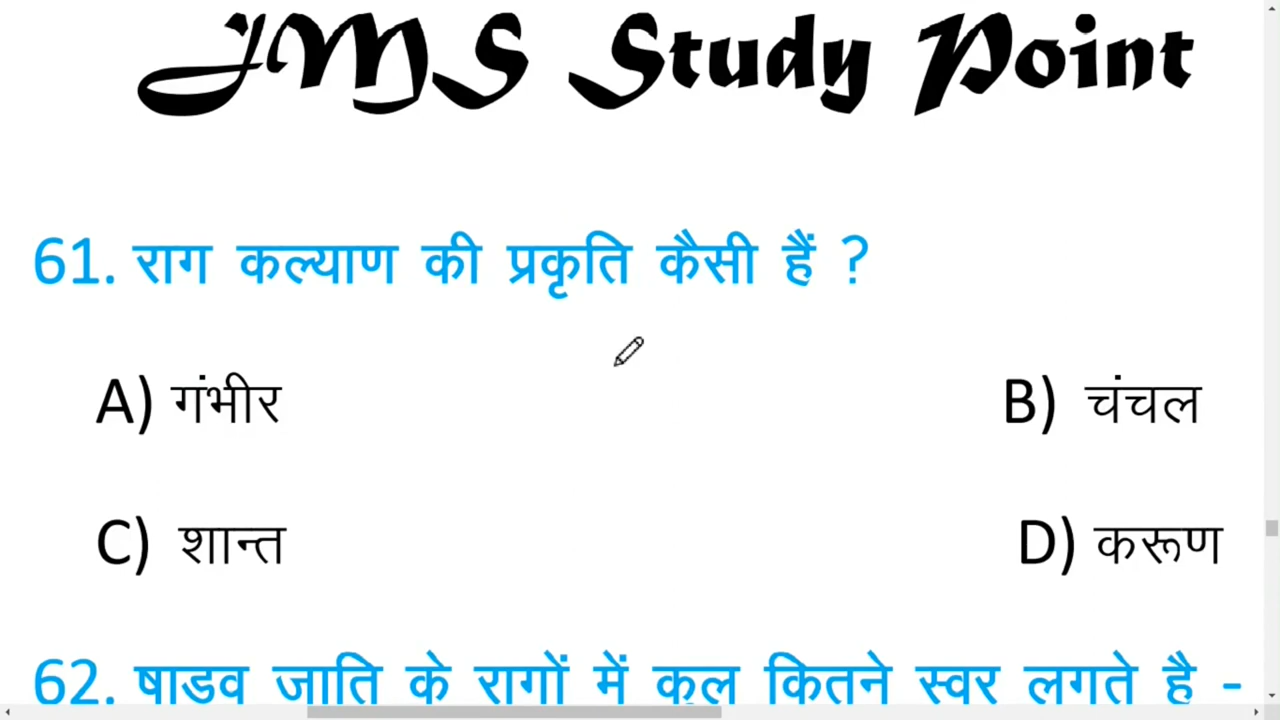 JMS Study Point
61. राग कल्याण की प्रकृति कैसी हैं ?
A) गंभीर B) चंचल
C) शान्त D) करूण
62. षाडव जाति के रागों में कुल कितने स्वर लगते है -